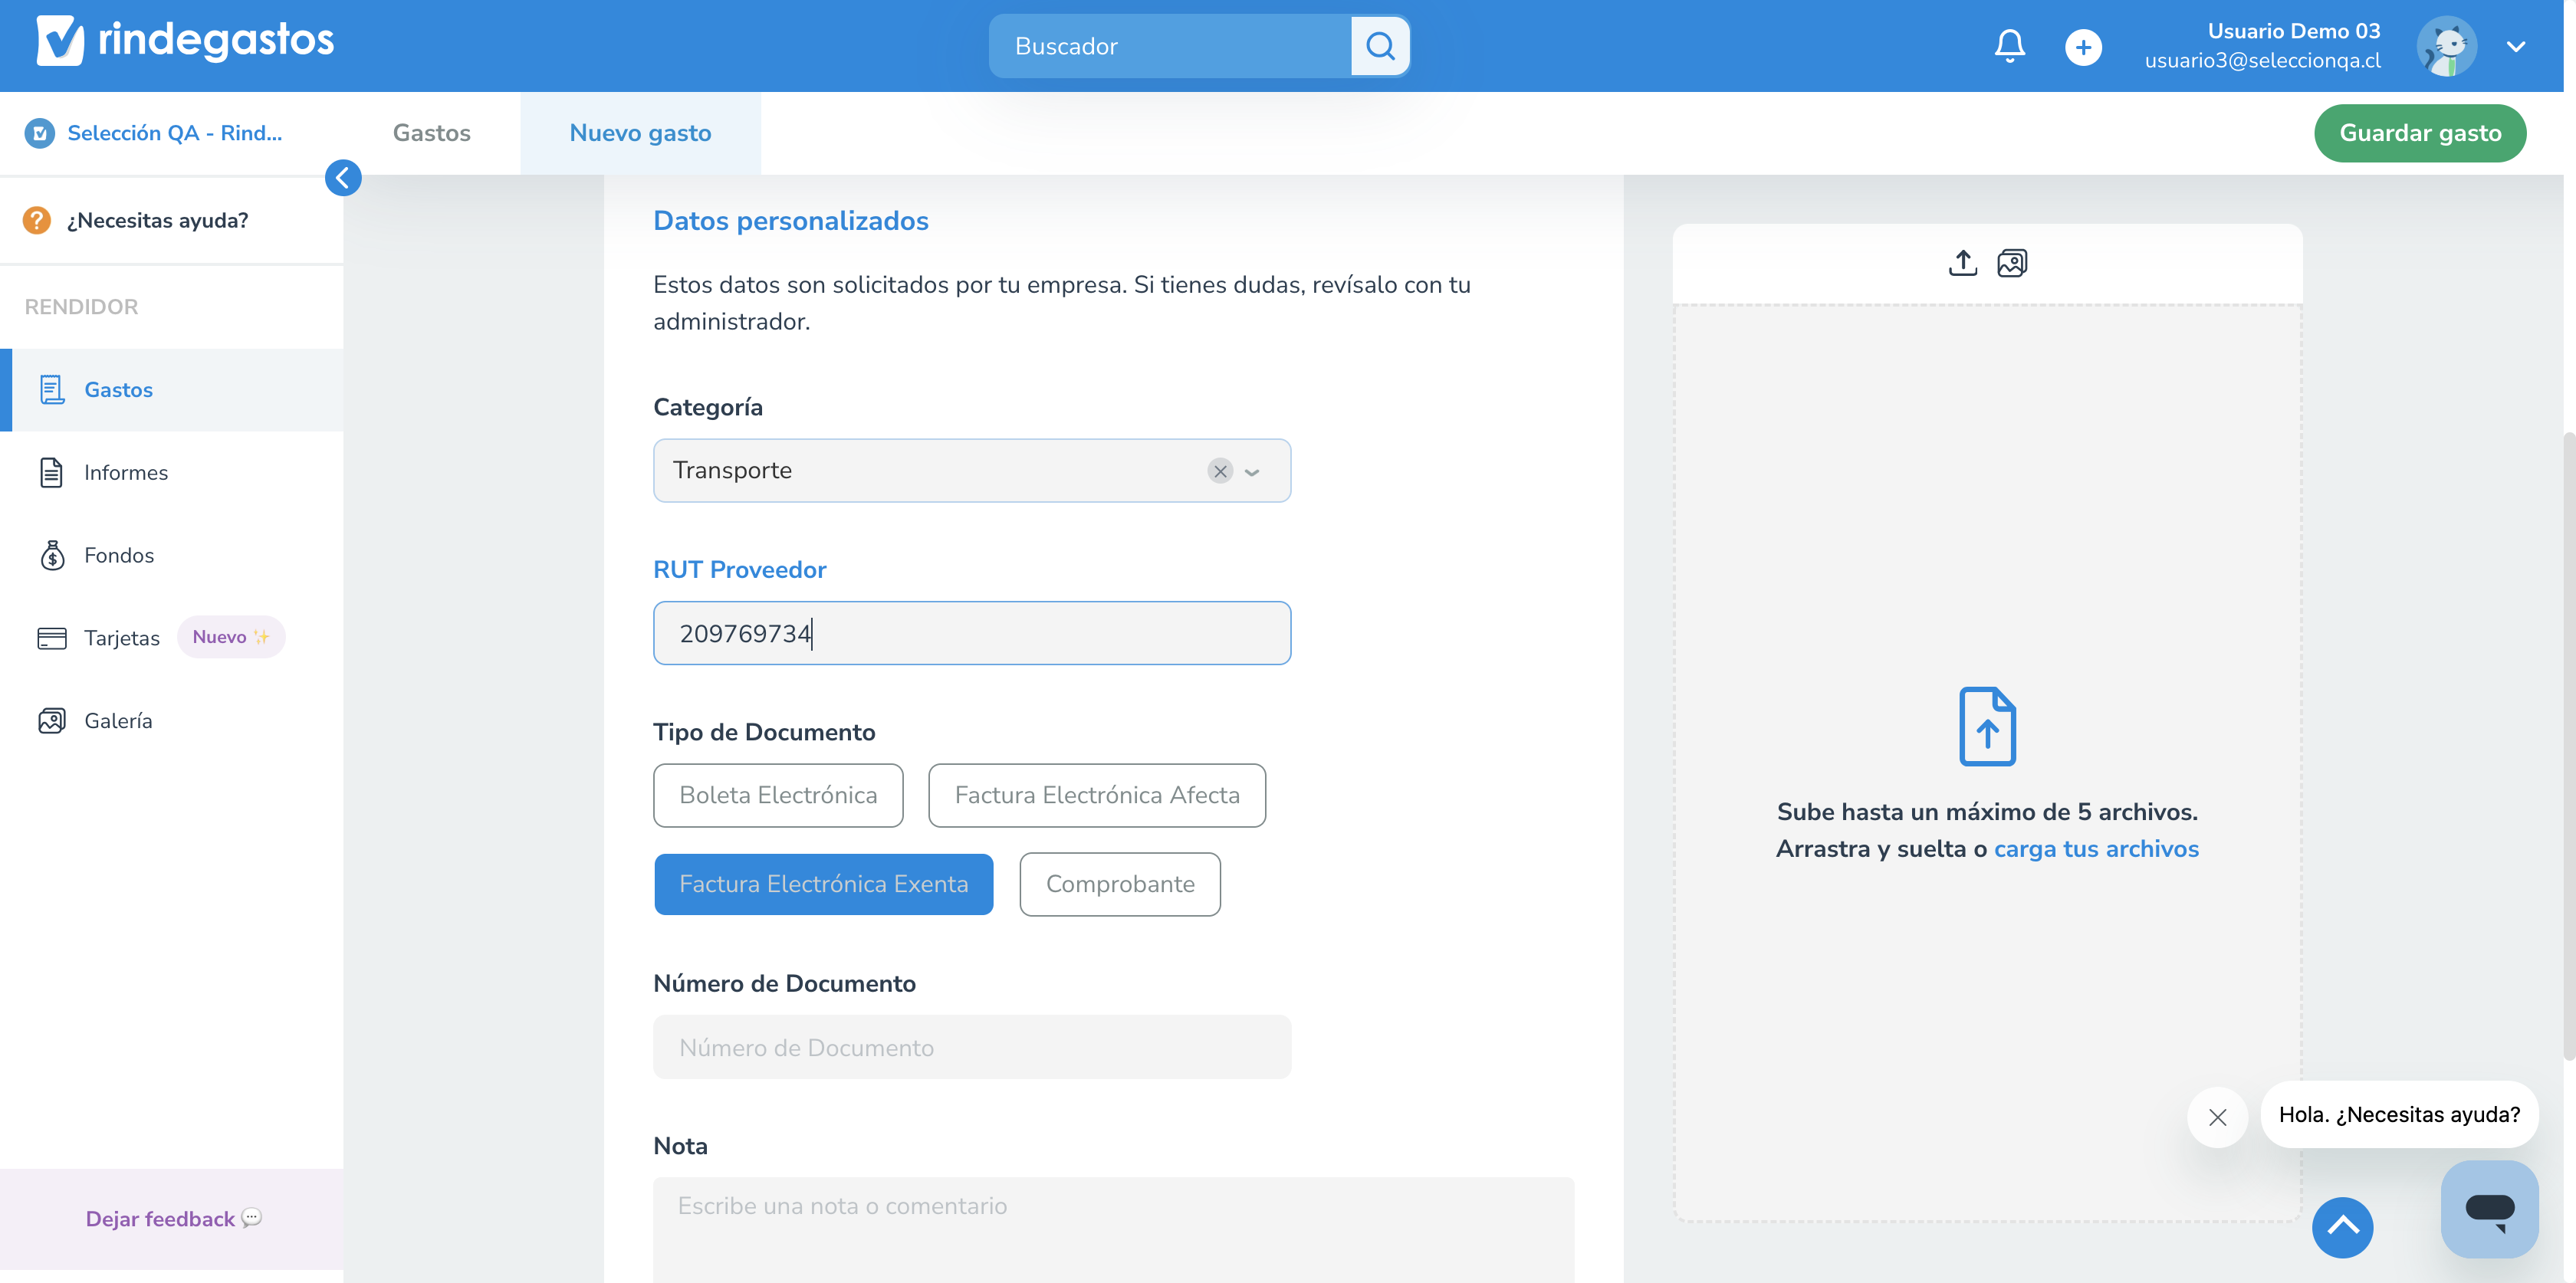 rindegastos
Buscador
Usuario Demo 03
usuario3@seleccionqa.cl
Selección QA - Rind...
Gastos
Nuevo gasto
Guardar gasto
¿Necesitas ayuda?
RENDIDOR
Gastos
Informes
Fondos
Tarjetas Nuevo ✨
Galería
Dejar feedback 💬
Datos personalizados
Estos datos son solicitados por tu empresa. Si tienes dudas, revísalo con tu
administrador.
Categoría
Transporte
RUT Proveedor
209769734
Tipo de Documento
Boleta Electrónica
Factura Electrónica Afecta
Factura Electrónica Exenta
Comprobante
Número de Documento
Número de Documento
Nota
Escribe una nota o comentario
Sube hasta un máximo de 5 archivos.
Arrastra y suelta o carga tus archivos
Hola. ¿Necesitas ayuda?